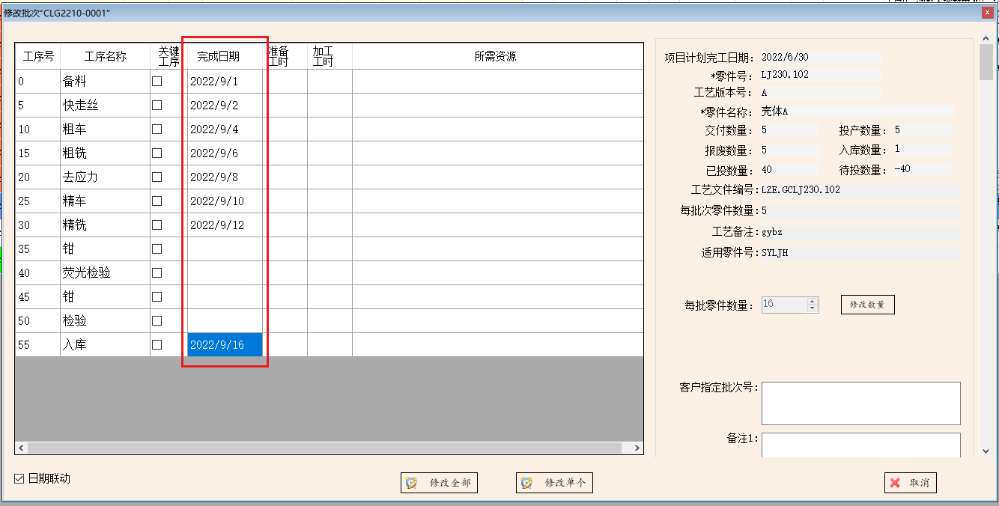 修改批次"CLG2210-0001"
工序号 工序名称 关键工序 完成日期 准备工时 加工工时 所需资源
0 备料 2022/9/1
5 快走丝 2022/9/2
10 粗车 2022/9/4
15 粗铣 2022/9/6
20 去应力 2022/9/8
25 精车 2022/9/10
30 精铣 2022/9/12
35 钳
40 荧光检验
45 钳
50 检验
55 入库 2022/9/16
日期联动
修改全部
修改单个
取消
项目计划完工日期: 2022/6/30
*零件号: LJ230.102
工艺版本号: A
*零件名称: 壳体A
交付数量: 5 投产数量: 5
报废数量: 5 入库数量: 1
已投数量: 40 待投数量: -40
工艺文件编号: LZE.GCLJ230.102
每批次零件数量: 5
工艺备注: gybz
适用零件号: SYLJH
每批零件数量: 16 修改数量
客户指定批次号:
备注1: